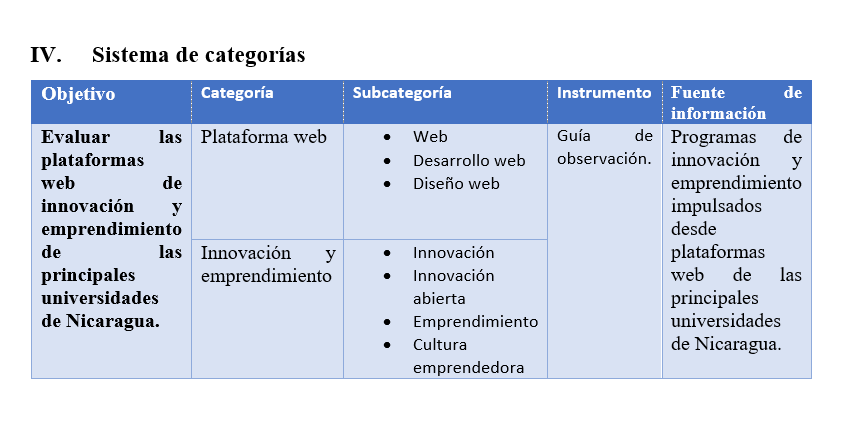 IV. Sistema de categorías
Objetivo
Categoría
Subcategoría
Instrumento
Fuente de
información
Evaluar las
plataformas
web de
innovación y
emprendimiento
de las
principales
universidades
de Nicaragua.
Plataforma web
• Web
• Desarrollo web
• Diseño web
Guía de
observación.
Programas de
innovación y
emprendimiento
impulsados
desde
plataformas
web de las
principales
universidades
de Nicaragua.
Innovación y
emprendimiento
• Innovación
• Innovación
abierta
• Emprendimiento
• Cultura
emprendedora